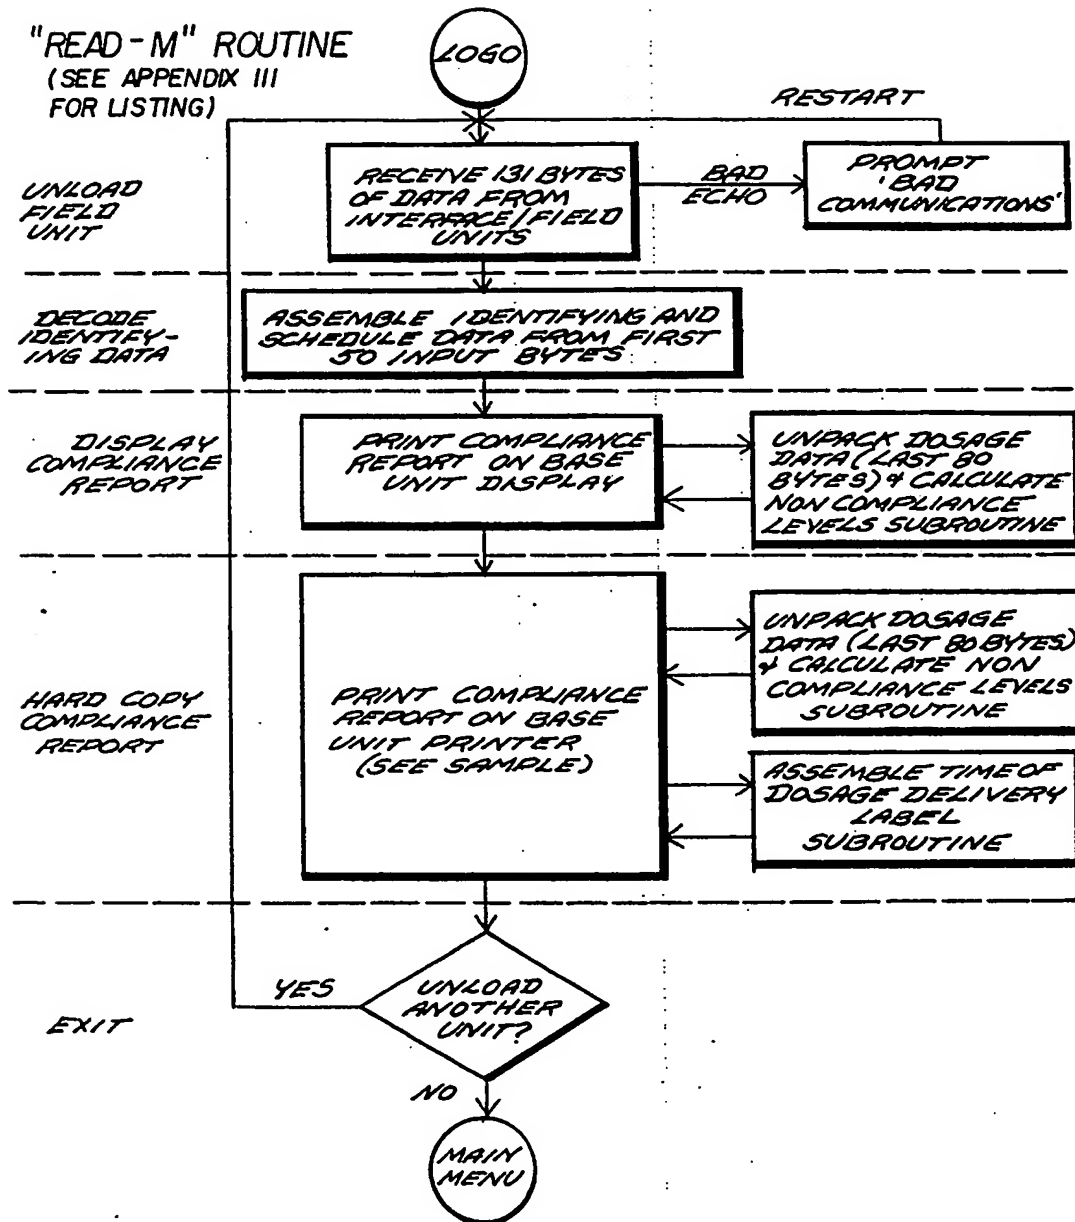 "READ-M" ROUTINE
(SEE APPENDIX III
FOR LISTING)
LOGO
RESTART
UNLOAD
FIELD
UNIT
RECEIVE 131 BYTES
OF DATA FROM
INTERFACE/FIELD
UNITS
BAD
ECHO
PROMPT
'BAD
COMMUNICATIONS'
DECODE
IDENTIFY-
ING DATA
ASSEMBLE IDENTIFYING AND
SCHEDULE DATA FROM FIRST
50 INPUT BYTES
DISPLAY
COMPLIANCE
REPORT
PRINT COMPLIANCE
REPORT ON BASE
UNIT DISPLAY
UNPACK DOSAGE
DATA (LAST 80
BYTES) & CALCULATE
NON COMPLIANCE
LEVELS SUBROUTINE
HARD COPY
COMPLIANCE
REPORT
PRINT COMPLIANCE
REPORT ON BASE
UNIT PRINTER
(SEE SAMPLE)
UNPACK DOSAGE
DATA (LAST 80 BYTES)
& CALCULATE NON
COMPLIANCE LEVELS
SUBROUTINE
ASSEMBLE TIME OF
DOSAGE DELIVERY
LABEL
SUBROUTINE
EXIT
YES
UNLOAD
ANOTHER
UNIT?
NO
MAIN
MENU